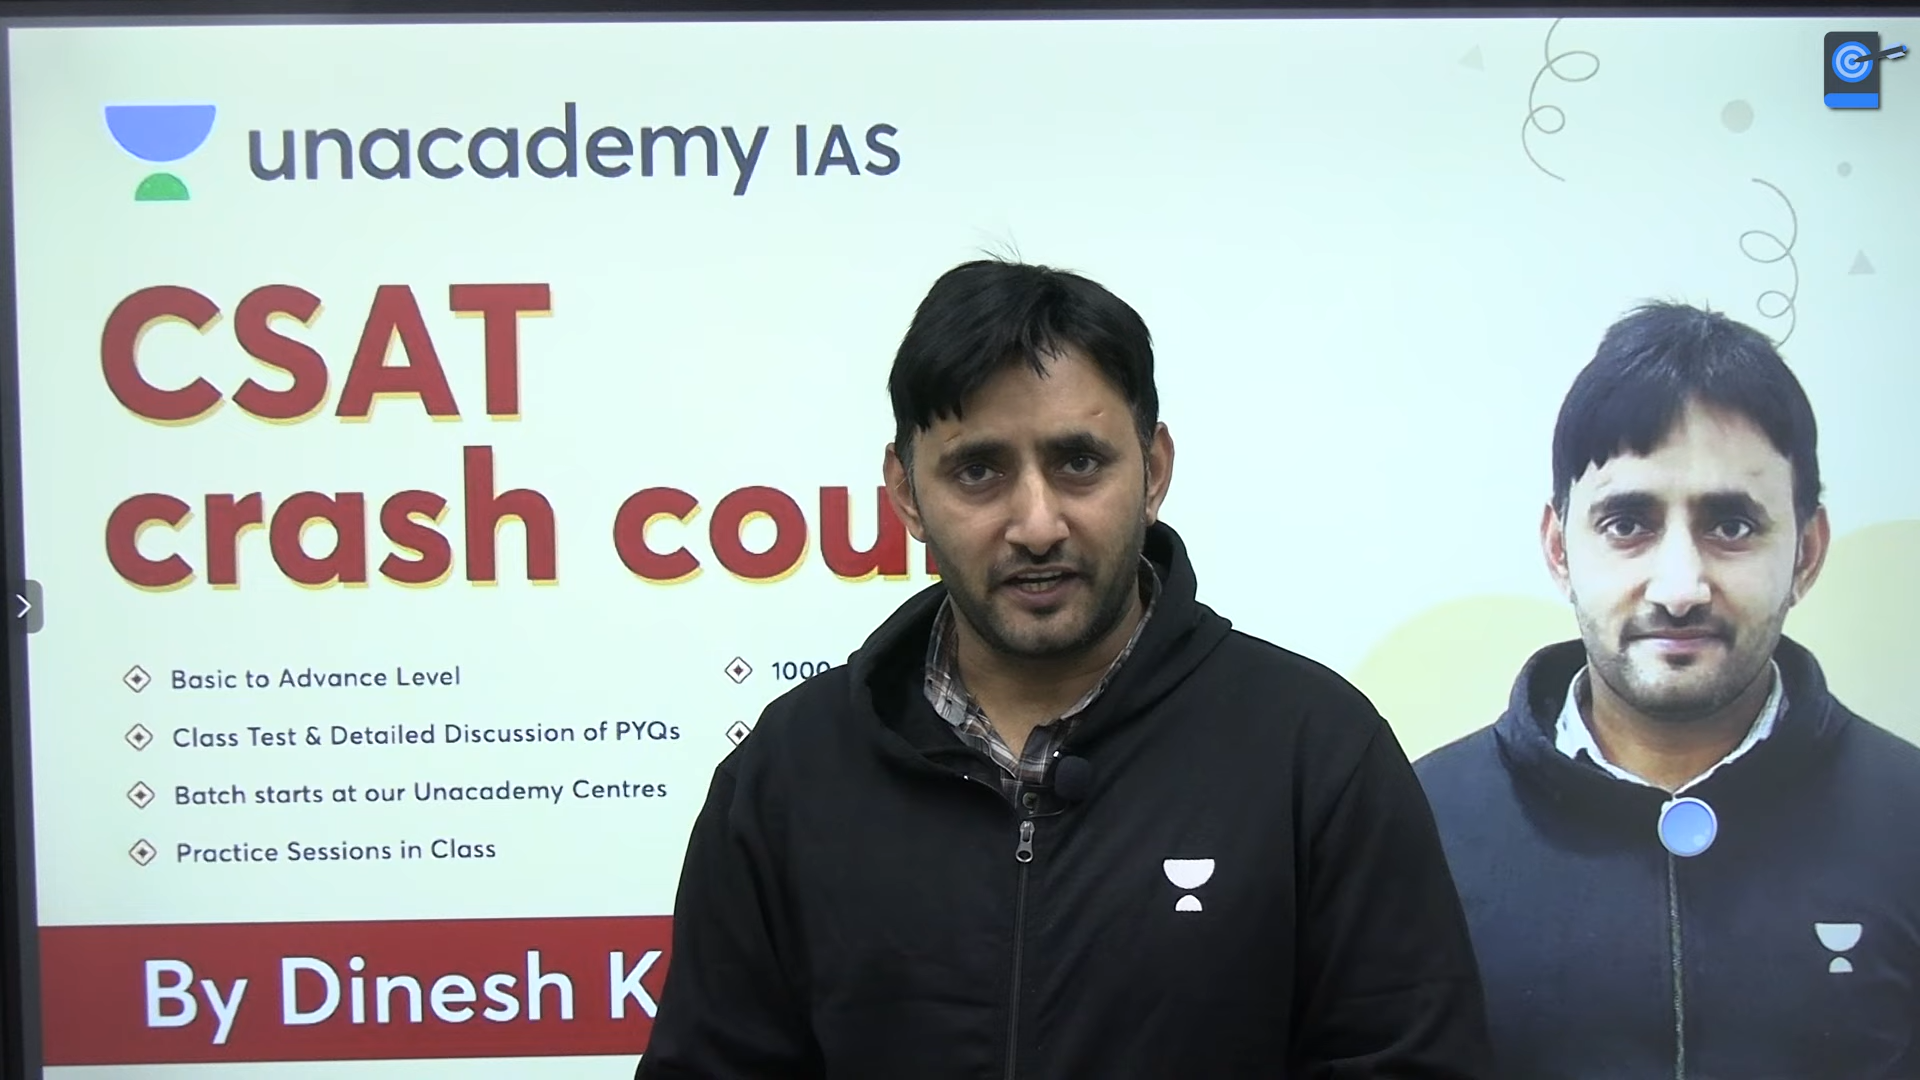 unacademy IAS
CSAT
crash cou
Basic to Advance Level
1000
Class Test & Detailed Discussion of PYQs
Batch starts at our Unacademy Centres
Practice Sessions in Class
By Dinesh K